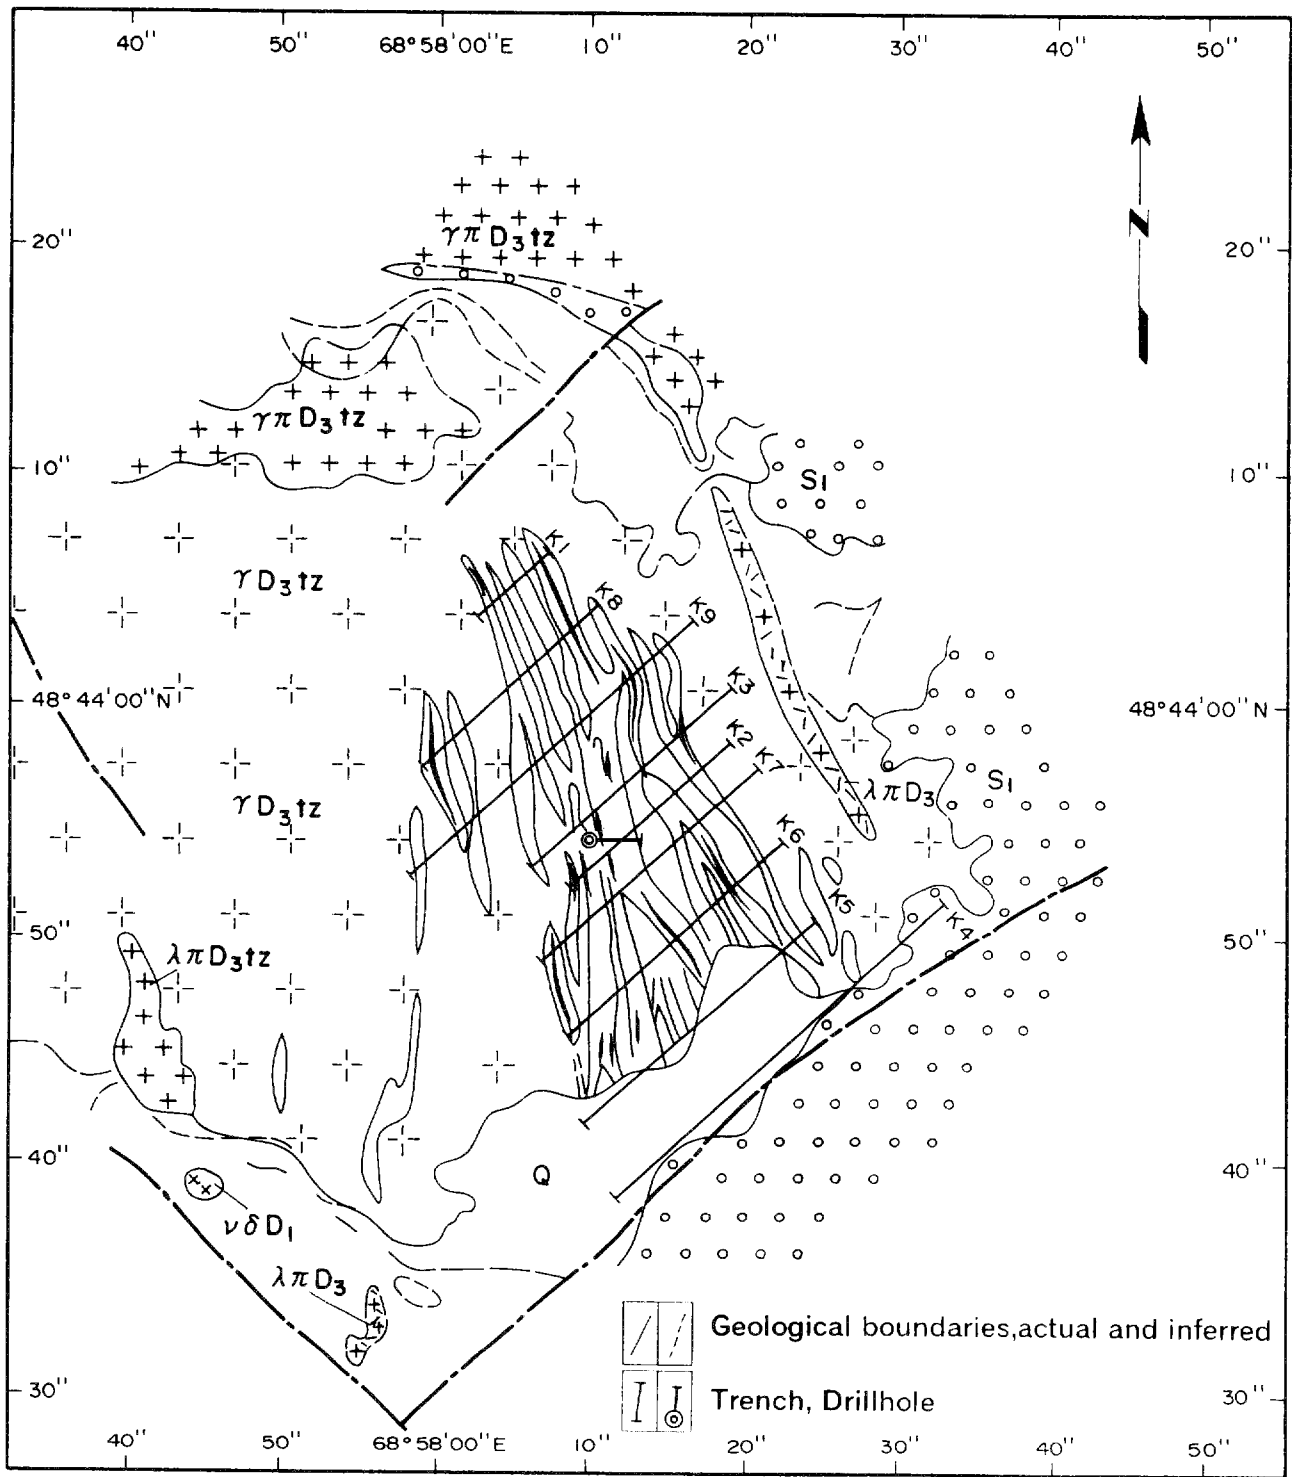 40'' 50'' 68°58'00''E 10'' 20'' 30'' 40'' 50''
N
γπD₃tz
20'' 20''
γπD₃tz
10'' 10''
S₁
K₁
γD₃tz
K8
K9
K3
48°44'00''N 48°44'00''N
K2
K7
S₁
λπD₃
γD₃tz
K6
K5
K4
50'' 50''
λπD₃tz
40'' 40''
Q
νδD₁
λπD₃
Geological boundaries,actual and inferred
30'' 30''
Trench, Drillhole
40'' 50'' 68°58'00''E 10'' 20'' 30'' 40'' 50''